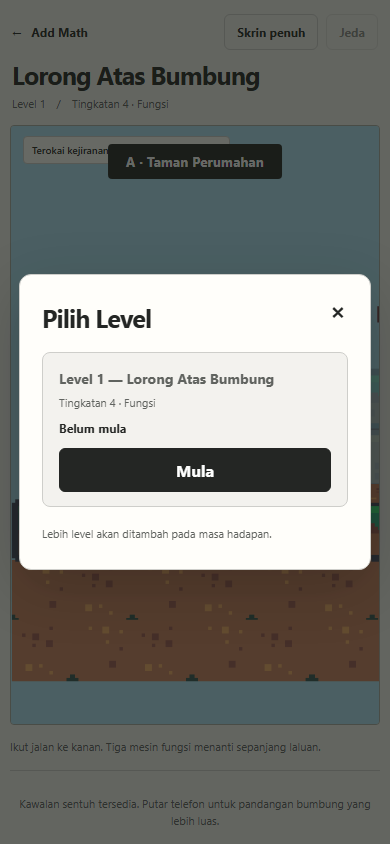 ← Add Math
Skrin penuh
Jeda
Lorong Atas Bumbung
Level 1 / Tingkatan 4 · Fungsi
Terokai kejiranan
A · Taman Perumahan
Pilih Level
×
Level 1 — Lorong Atas Bumbung
Tingkatan 4 · Fungsi
Belum mula
Mula
Lebih level akan ditambah pada masa hadapan.
Ikut jalan ke kanan. Tiga mesin fungsi menanti sepanjang laluan.
Kawalan sentuh tersedia. Putar telefon untuk pandangan bumbung yang
lebih luas.